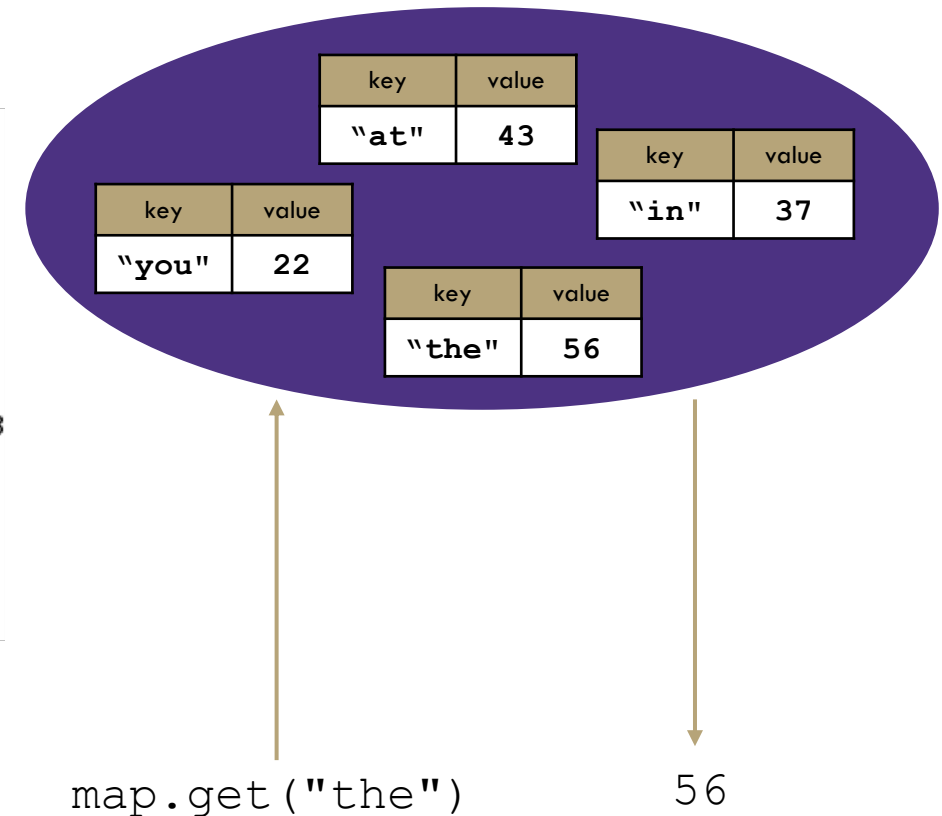 key value
“at" 43
key value
“in" 37
key value
“you" 22
key value
“the" 56
map.get("the")
56